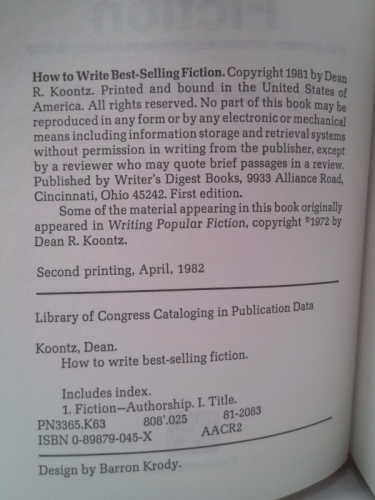 How to Write Best-Selling Fiction. Copyright 1981 by Dean
R. Koontz. Printed and bound in the United States of
America. All rights reserved. No part of this book may be
reproduced in any form or by any electronic or mechanical
means including information storage and retrieval systems
without permission in writing from the publisher, except
by a reviewer who may quote brief passages in a review.
Published by Writer's Digest Books, 9933 Alliance Road,
Cincinnati, Ohio 45242. First edition.
Some of the material appearing in this book originally
appeared in Writing Popular Fiction, copyright ©1972 by
Dean R. Koontz.
Second printing, April, 1982
Library of Congress Cataloging in Publication Data
Koontz, Dean.
How to write best-selling fiction.
Includes index.
1. Fiction—Authorship. I. Title.
PN3365.K63 808'.025 81-2083
ISBN 0-89879-045-X AACR2
Design by Barron Krody.